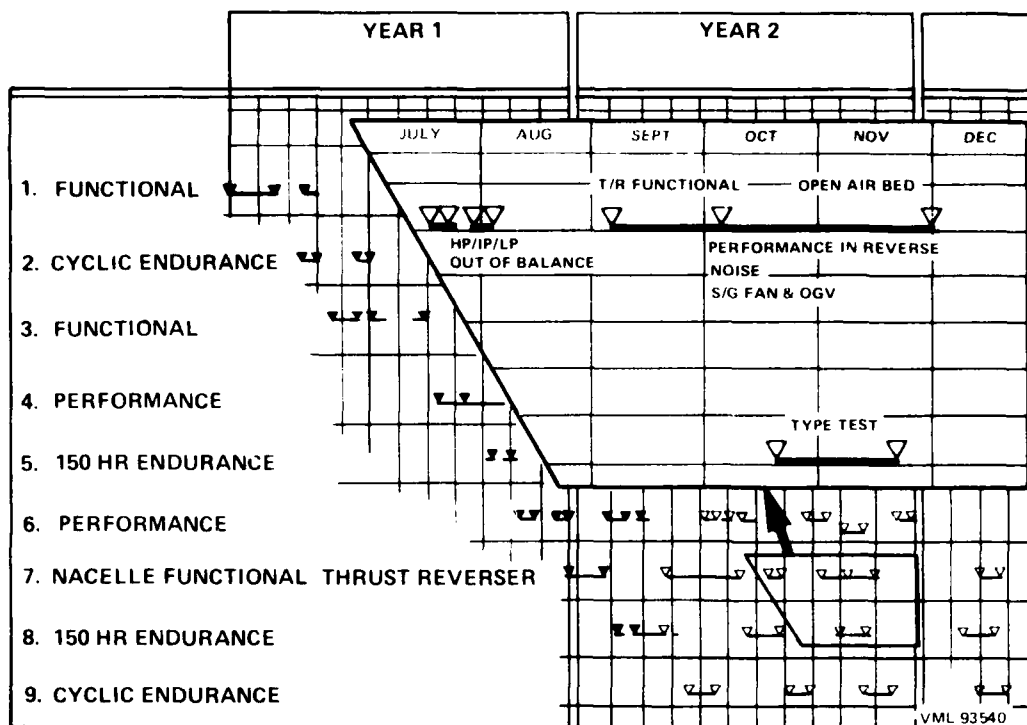 YEAR 1 YEAR 2
JULY AUG SEPT OCT NOV DEC
1. FUNCTIONAL
T/R FUNCTIONAL OPEN AIR BED
HP/IP/LP
OUT OF BALANCE
PERFORMANCE IN REVERSE
NOISE
S/G FAN & OGV
2. CYCLIC ENDURANCE
3. FUNCTIONAL
4. PERFORMANCE
TYPE TEST
5. 150 HR ENDURANCE
6. PERFORMANCE
7. NACELLE FUNCTIONAL THRUST REVERSER
8. 150 HR ENDURANCE
9. CYCLIC ENDURANCE
VML 93540